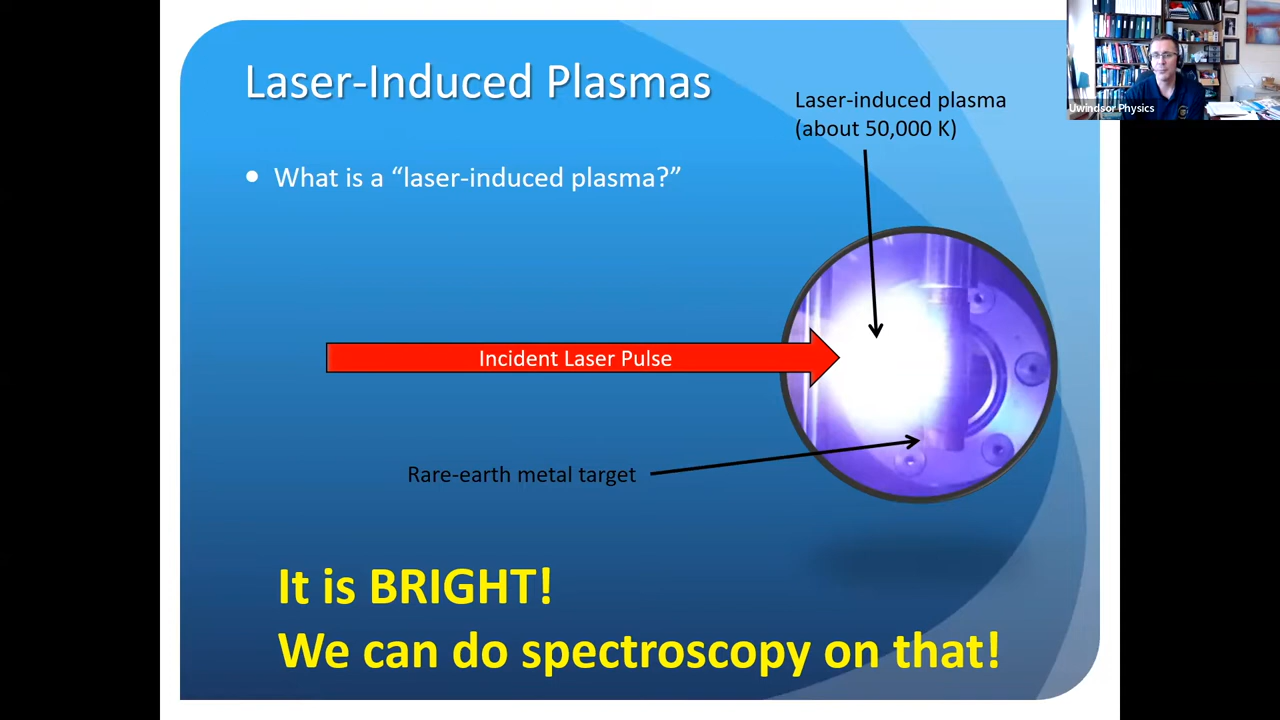 Laser-Induced Plasmas
Uwindsor Physics
Laser-induced plasma
(about 50,000 K)
• What is a “laser-induced plasma?”
Incident Laser Pulse
Rare-earth metal target
It is BRIGHT!
We can do spectroscopy on that!